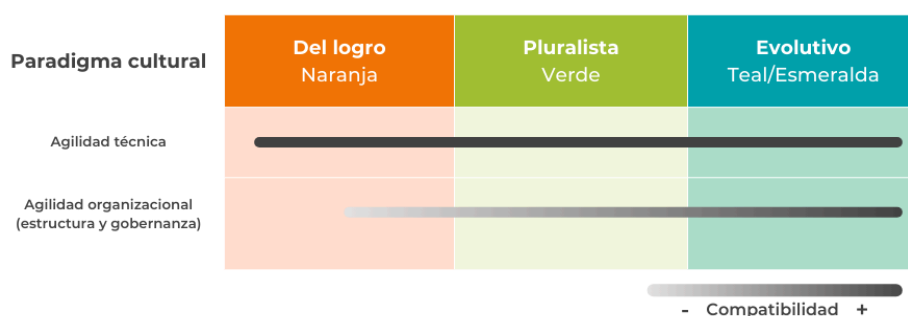 Paradigma cultural
Del logro
Naranja
Pluralista
Verde
Evolutivo
Teal/Esmeralda
Agilidad técnica
Agilidad organizacional
(estructura y gobernanza)
- Compatibilidad +